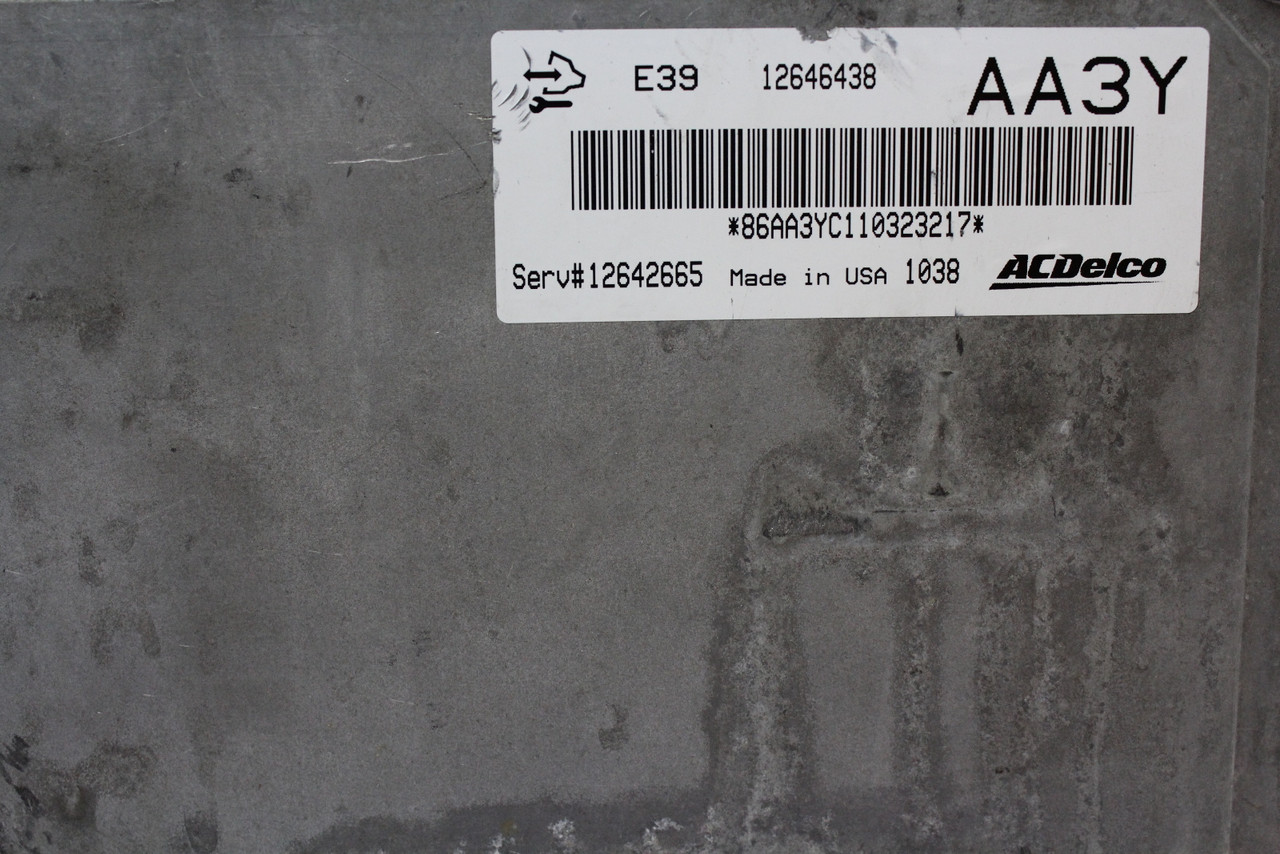 E39 12646438 AA3Y
*86AA3YC110323217*
Serv#12642665 Made in USA 1038 ACDelco